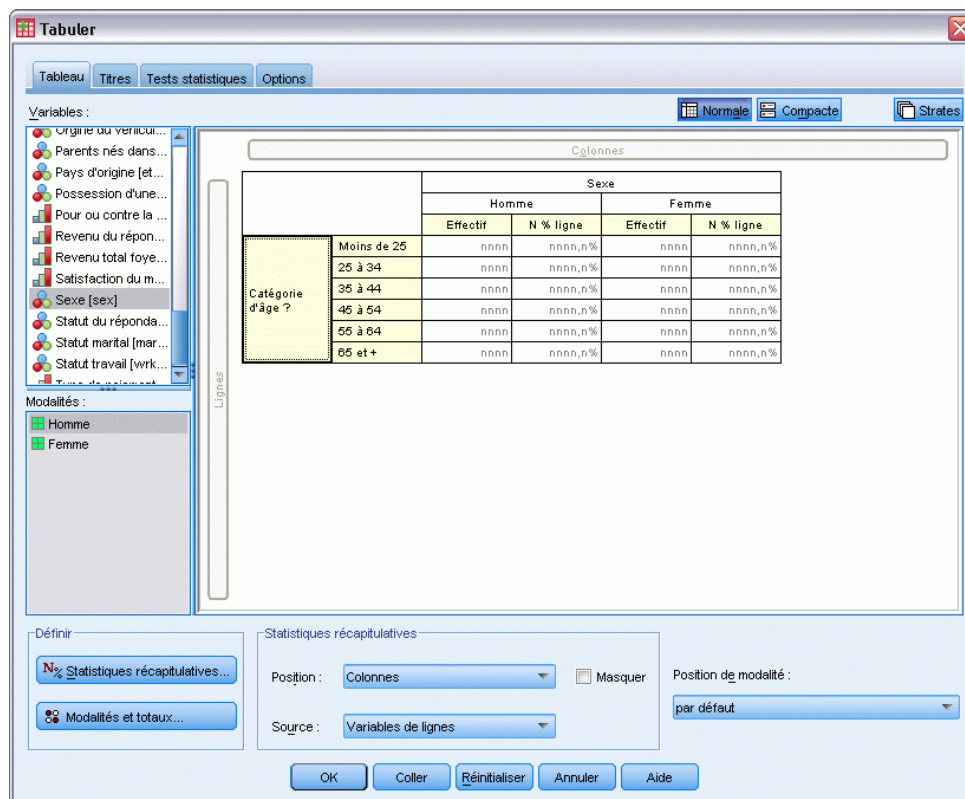 Tabuler
Tableau Titres Tests statistiques Options
Variables :
Normale Compacte Strates
Orgine du véhicul...
Parents nés dans...
Pays d'origine [et...
Possession d'une...
Pour ou contre la ...
Revenu du répon...
Revenu total foye...
Satisfaction du m...
Sexe [sex]
Statut du réponda...
Statut marital [mar...
Statut travail [wrk...
Type de paiement
Modalités :
Homme
Femme
Colonnes
Lignes
Sexe
Homme Femme
Effectif N % ligne Effectif N % ligne
Catégorie d'âge ?
Moins de 25 nnnn nnnn,n% nnnn nnnn,n%
25 à 34 nnnn nnnn,n% nnnn nnnn,n%
35 à 44 nnnn nnnn,n% nnnn nnnn,n%
45 à 54 nnnn nnnn,n% nnnn nnnn,n%
55 à 64 nnnn nnnn,n% nnnn nnnn,n%
65 et + nnnn nnnn,n% nnnn nnnn,n%
Définir
N% Statistiques récapitulatives...
Modalités et totaux...
Statistiques récapitulatives
Position : Colonnes Masquer
Source : Variables de lignes
Position de modalité :
par défaut
OK Coller Réinitialiser Annuler Aide